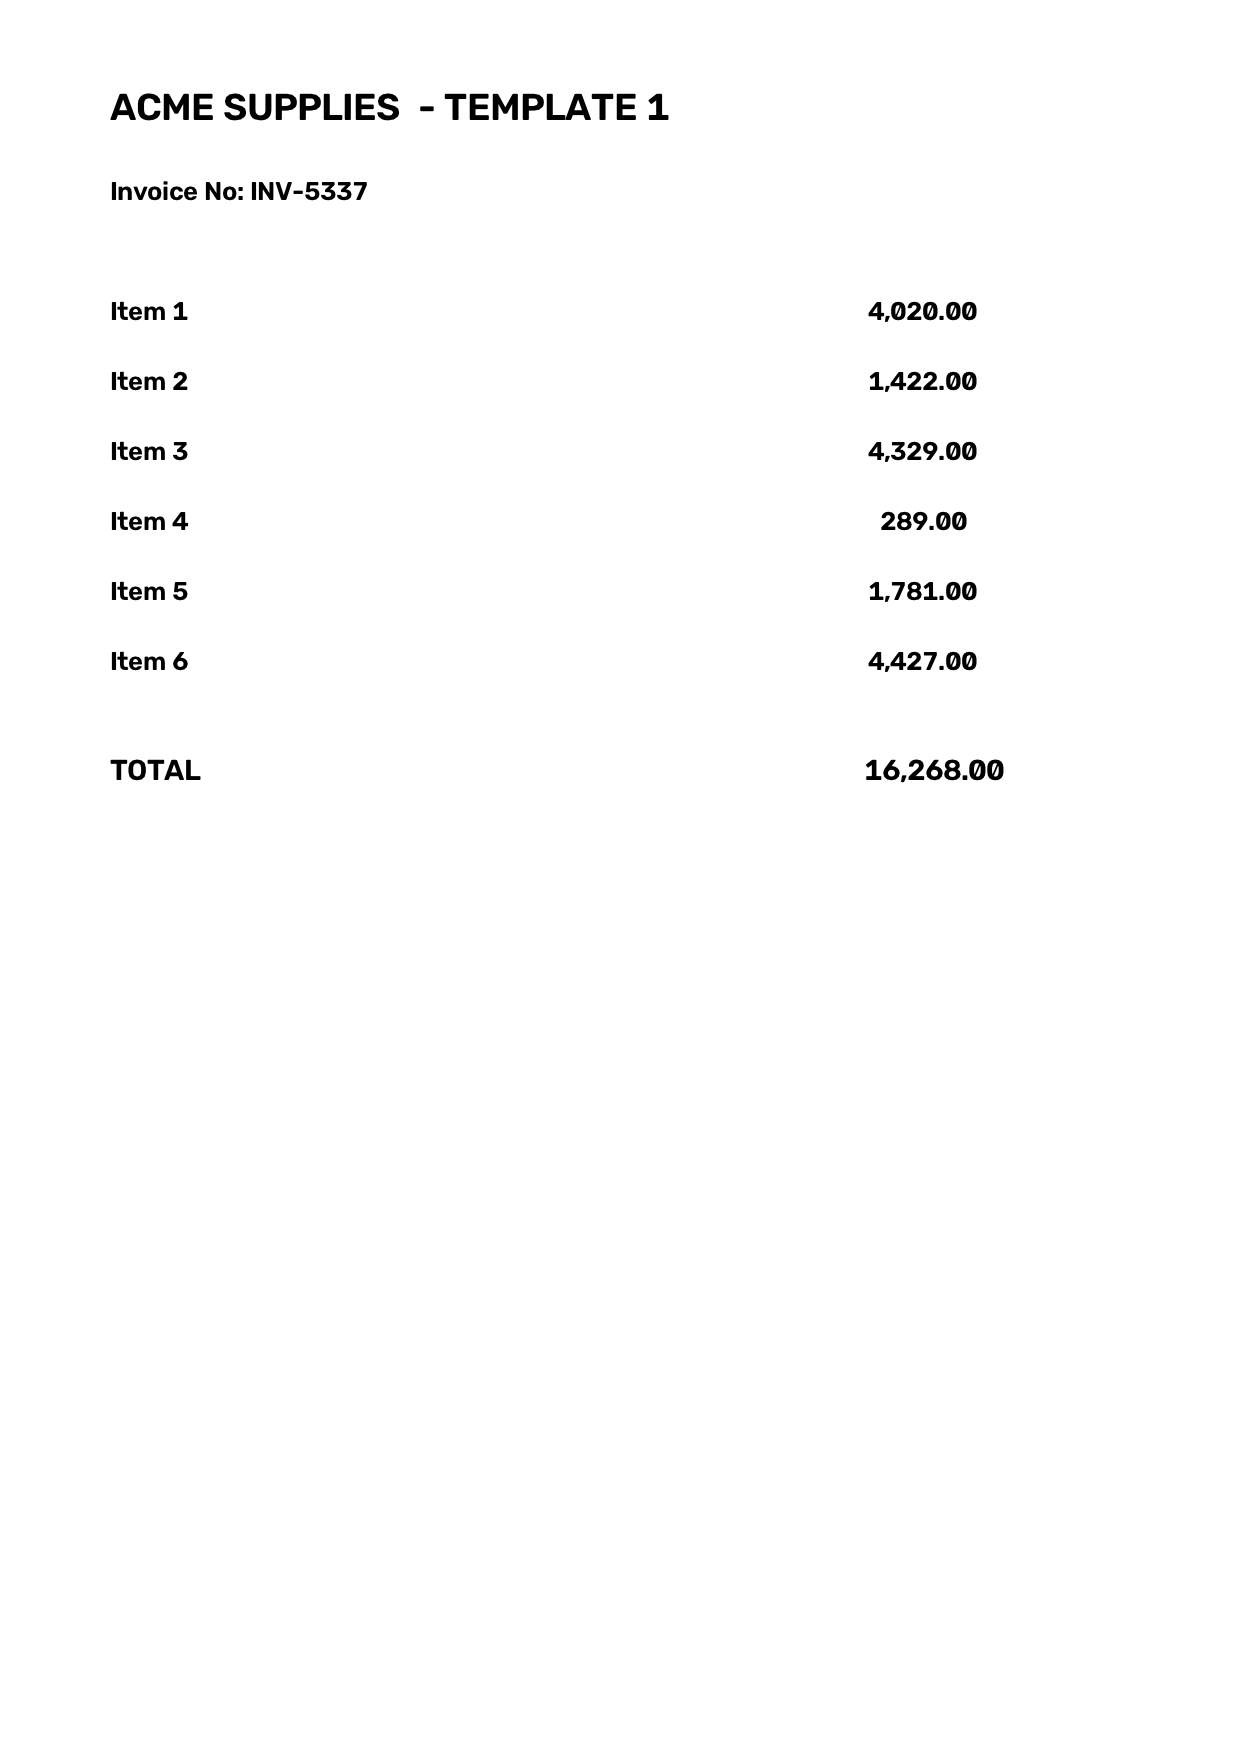 ACME SUPPLIES - TEMPLATE 1
Invoice No: INV-5337
Item 1 4,020.00
Item 2 1,422.00
Item 3 4,329.00
Item 4 289.00
Item 5 1,781.00
Item 6 4,427.00
TOTAL 16,268.00